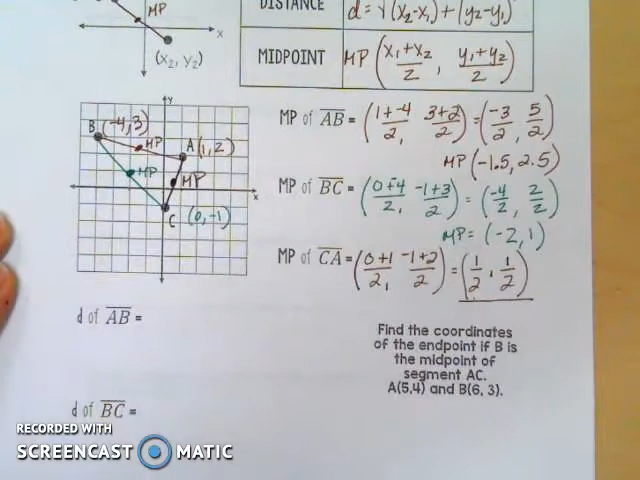 MP
x
(x₂, y₂)
DISTANCE d = √(x₂-x₁) + (y₂-y₁)
MIDPOINT MP (x₁+x₂/2, y₁+y₂/2)
y
B (-4,3)
MP
A (1,2)
MP
MP
x
C (0,-1)
MP of AB = (1+-4/2, 3+2/2) = (-3/2, 5/2)
MP (-1.5, 2.5)
MP of BC = (0+-4/2, -1+3/2) = (-4/2, 2/2)
MP = (-2, 1)
MP of CA = (0+1/2, -1+2/2) = (1/2, 1/2)
d of AB =
d of BC =
Find the coordinates
of the endpoint if B is
the midpoint of
segment AC.
A(5,4) and B(6, 3).
RECORDED WITH
SCREENCAST MATIC